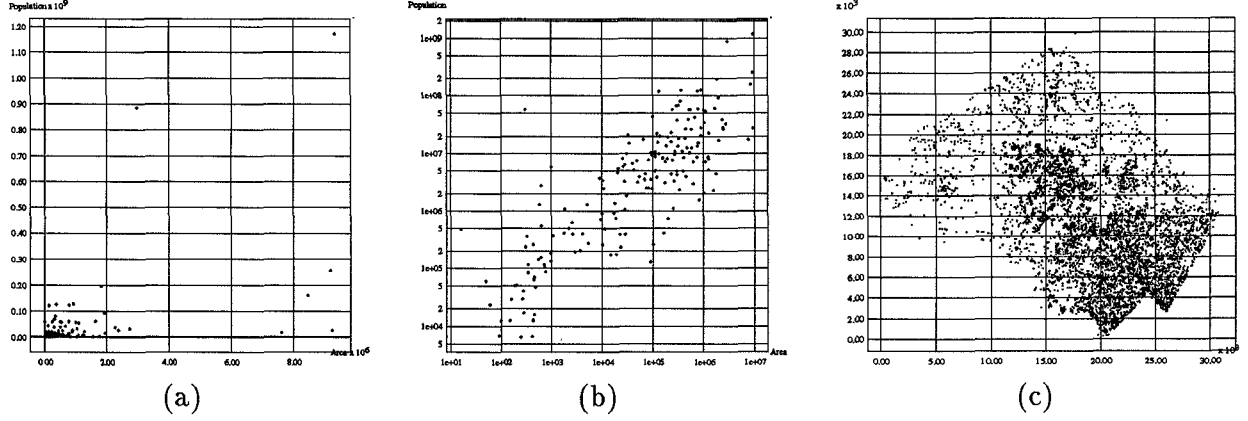 Population x 10⁹
1.20
1.10
1.00
0.90
0.80
0.70
0.60
0.50
0.40
0.30
0.20
0.10
0.00
Area x 10⁶
0.00
2.00
4.00
6.00
8.00
(a)
Population
2
1e+09
5
2
1e+08
5
2
1e+07
5
2
1e+06
5
2
1e+05
5
2
1e+04
5
Area
1e+01
1e+02
1e+03
1e+04
1e+05
1e+06
1e+07
(b)
x 10³
30.00
28.00
26.00
24.00
22.00
20.00
18.00
16.00
14.00
12.00
10.00
8.00
6.00
4.00
2.00
0.00
x 10³
0.00
5.00
10.00
15.00
20.00
25.00
30.00
(c)